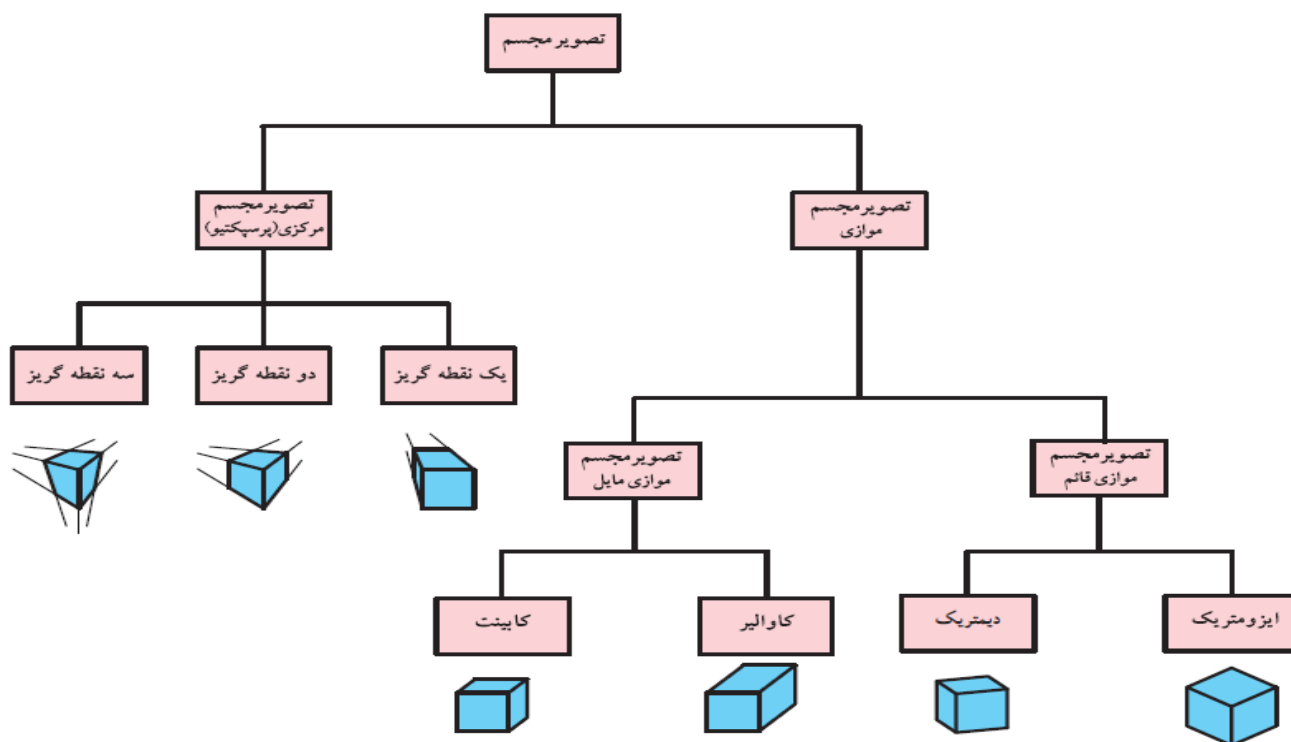 تصویر مجسم
تصویر مجسم
موازی
تصویر مجسم
مرکزی(پرسپکتیو)
یک نقطه گریز
دو نقطه گریز
سه نقطه گریز
تصویر مجسم
موازی قائم
تصویر مجسم
موازی مایل
ایزومتریک
دیمتریک
کاوالیر
کابینت